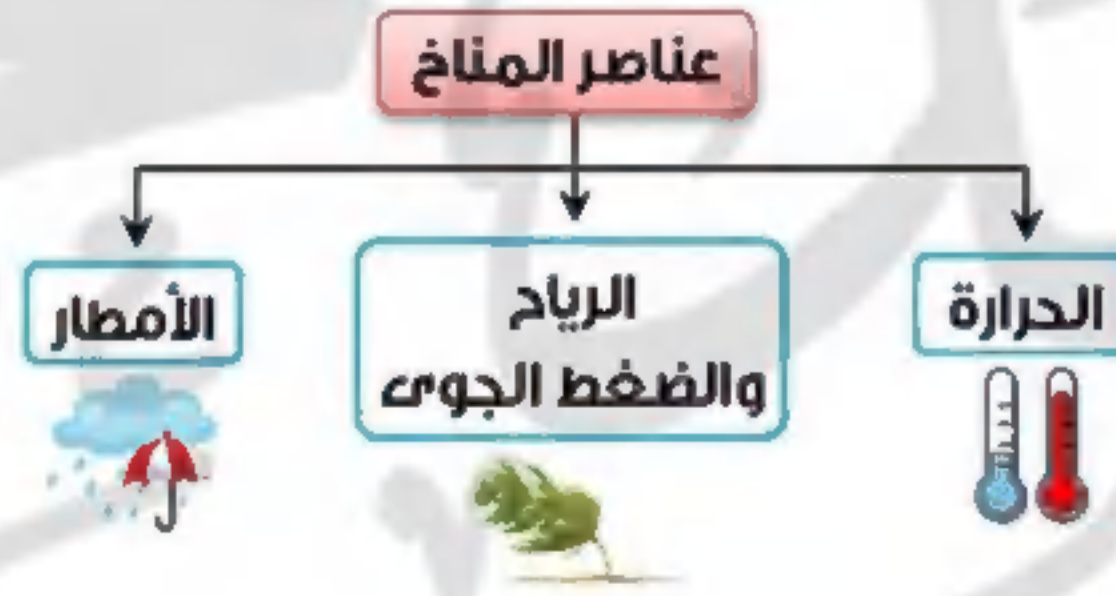 عناصر المناخ
الحرارة
الرياح
والضغط الجوى
الأمطار